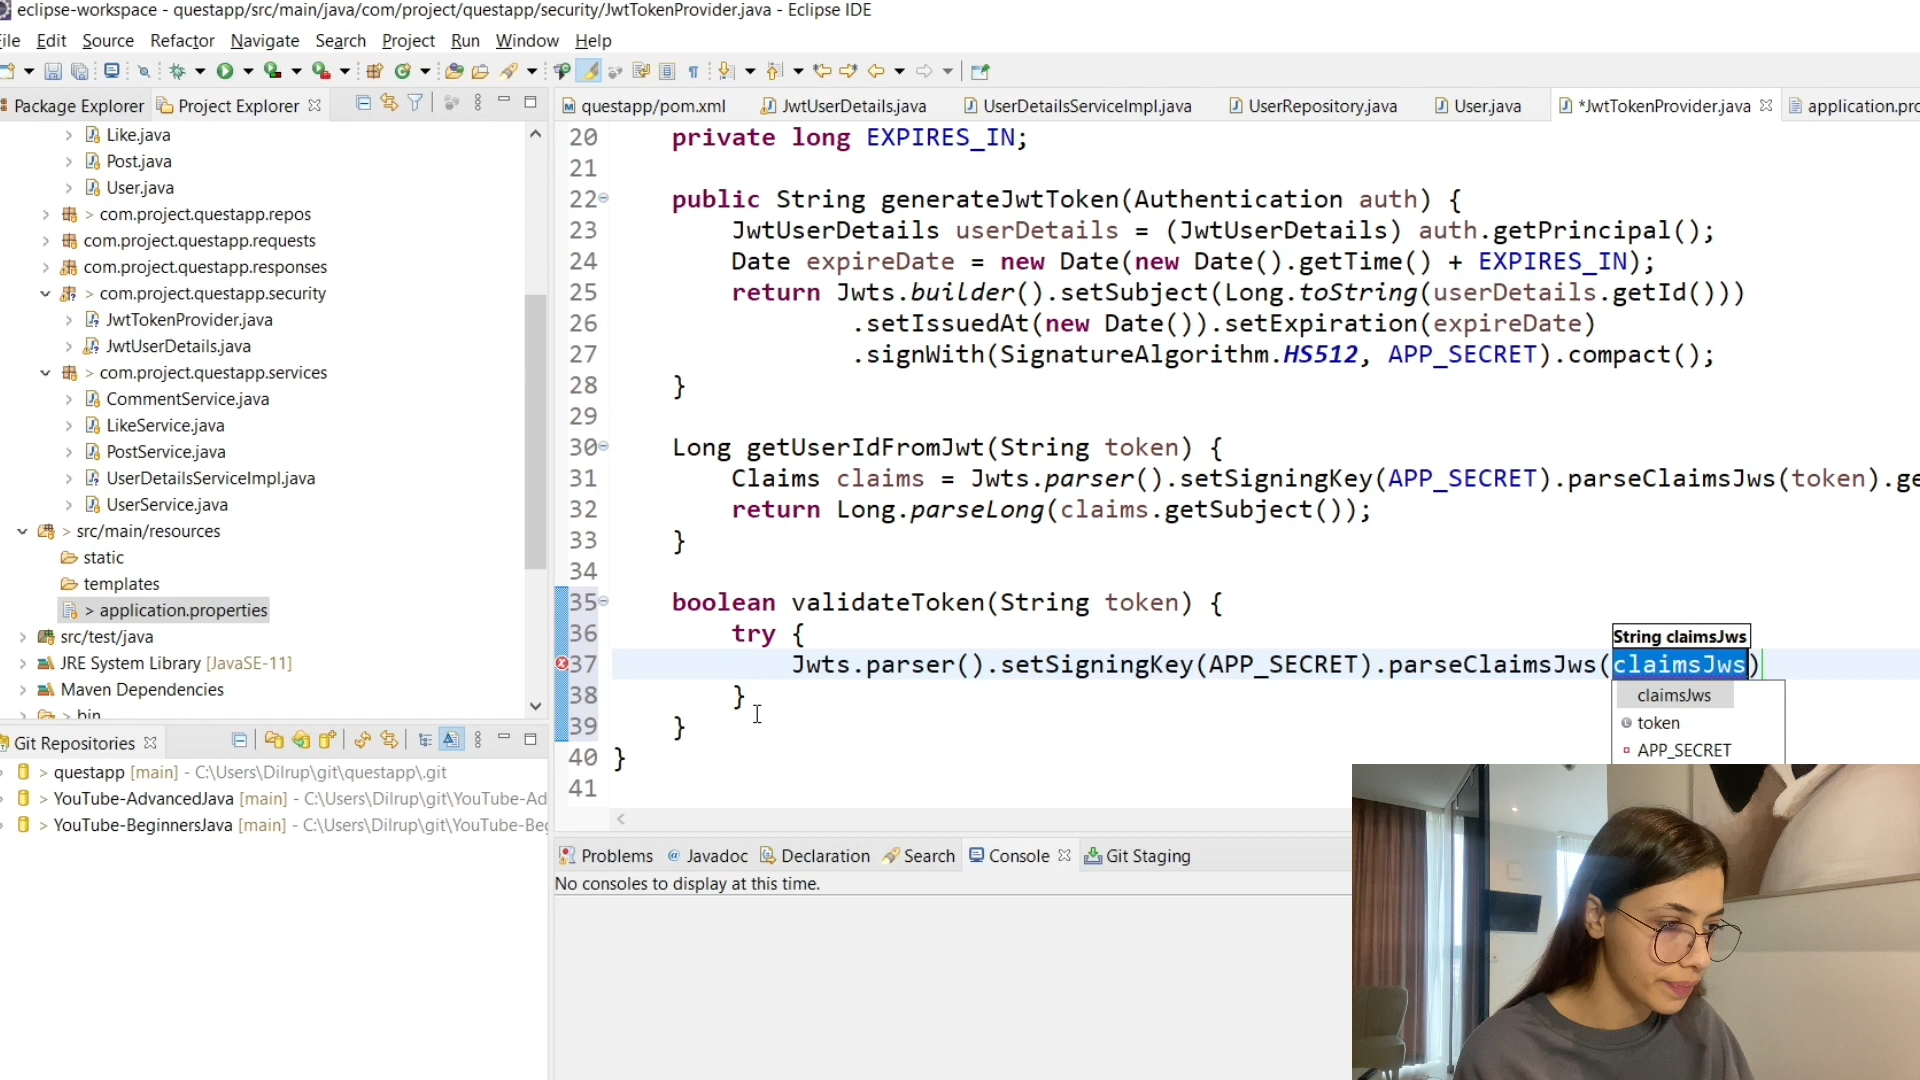 eclipse-workspace - questapp/src/main/java/com/project/questapp/security/JwtTokenProvider.java - Eclipse IDE
File Edit Source Refactor Navigate Search Project Run Window Help
Package Explorer Project Explorer
Like.java
Post.java
User.java
> com.project.questapp.repos
com.project.questapp.requests
com.project.questapp.responses
> com.project.questapp.security
JwtTokenProvider.java
JwtUserDetails.java
> com.project.questapp.services
CommentService.java
LikeService.java
PostService.java
UserDetailsServiceImpl.java
UserService.java
> src/main/resources
static
templates
> application.properties
src/test/java
JRE System Library [JavaSE-11]
Maven Dependencies
> bin
Git Repositories
> questapp [main] - C:\Users\Dilrup\git\questapp\.git
> YouTube-AdvancedJava [main] - C:\Users\Dilrup\git\YouTube-Ad
> YouTube-BeginnersJava [main] - C:\Users\Dilrup\git\YouTube-Be
questapp/pom.xml JwtUserDetails.java UserDetailsServiceImpl.java UserRepository.java User.java *JwtTokenProvider.java application.pro
20 private long EXPIRES_IN;
21
22 public String generateJwtToken(Authentication auth) {
23 JwtUserDetails userDetails = (JwtUserDetails) auth.getPrincipal();
24 Date expireDate = new Date(new Date().getTime() + EXPIRES_IN);
25 return Jwts.builder().setSubject(Long.toString(userDetails.getId()))
26 .setIssuedAt(new Date()).setExpiration(expireDate)
27 .signWith(SignatureAlgorithm.HS512, APP_SECRET).compact();
28 }
29
30 Long getUserIdFromJwt(String token) {
31 Claims claims = Jwts.parser().setSigningKey(APP_SECRET).parseClaimsJws(token).ge
32 return Long.parseLong(claims.getSubject());
33 }
34
35 boolean validateToken(String token) {
36 try {
String claimsJws
37 Jwts.parser().setSigningKey(APP_SECRET).parseClaimsJws(claimsJws)
38 }
39 }
40 }
41
claimsJws
token
APP_SECRET
Problems Javadoc Declaration Search Console Git Staging
No consoles to display at this time.